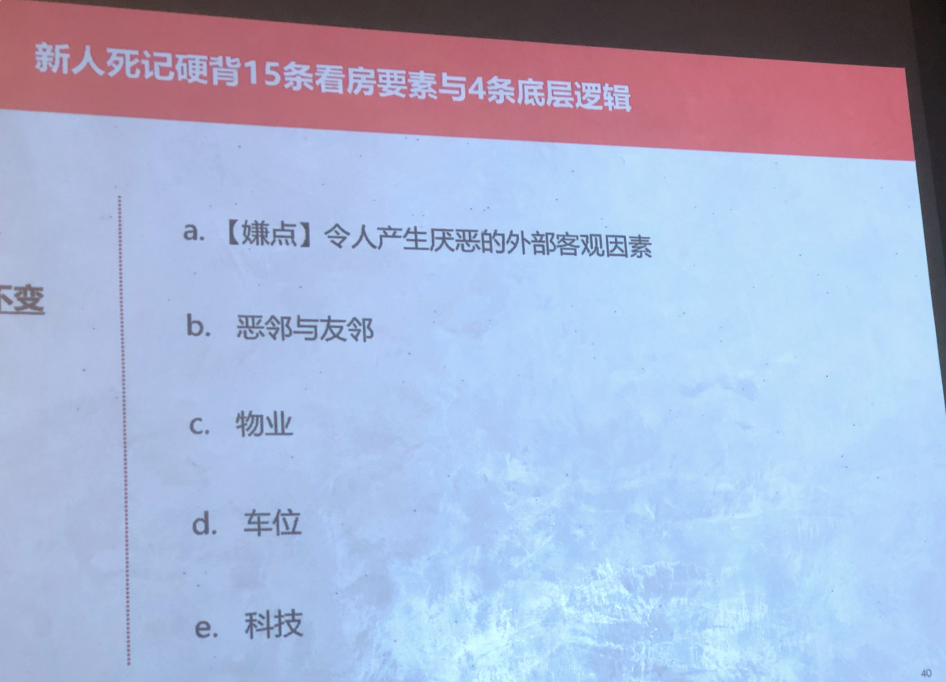 新人死记硬背15条看房要素与4条底层逻辑
a. 【嫌点】令人产生厌恶的外部客观因素
不变
b. 恶邻与友邻
c. 物业
d. 车位
e. 科技
40